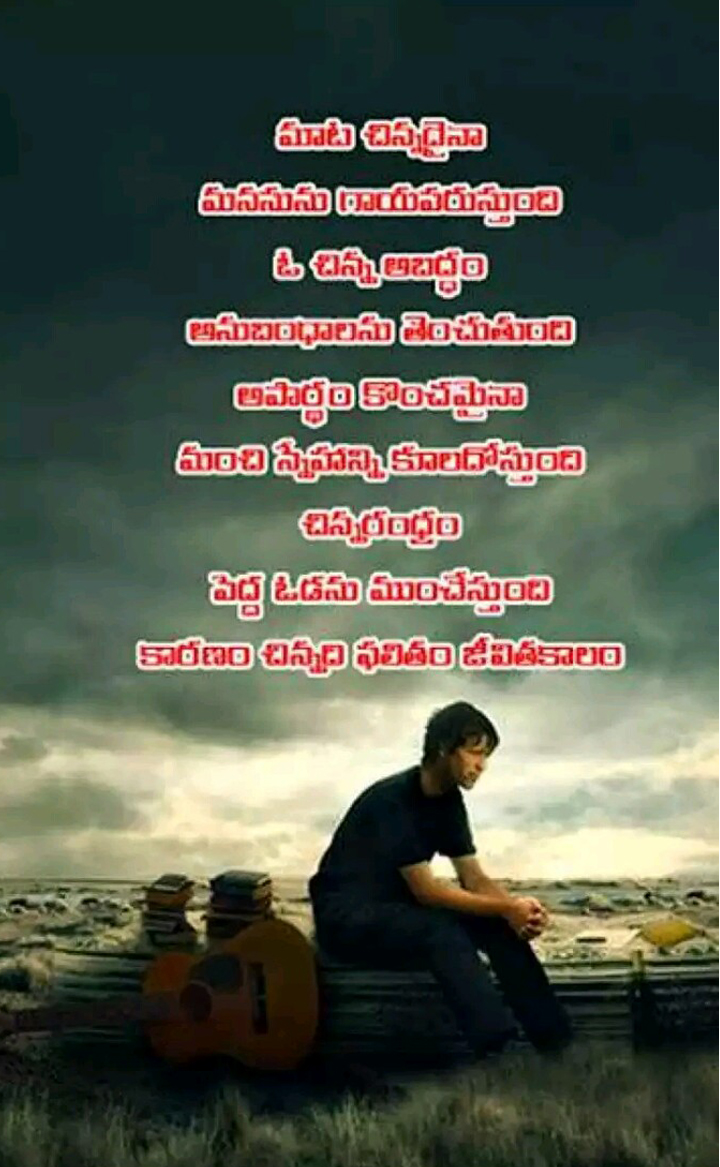 మాట చిన్నదైనా
మనసును గాయపరుస్తుంది
ఓ చిన్న అబద్ధం
అనుబంధాలను తెంచుతుంది
అపార్థం కొంచమైనా
మంచి స్నేహాన్ని కూలదోస్తుంది
చిన్నరంధ్రం
పెద్ద ఓడను ముంచేస్తుంది
కారణం చిన్నది ఫలితం జీవితకాలం